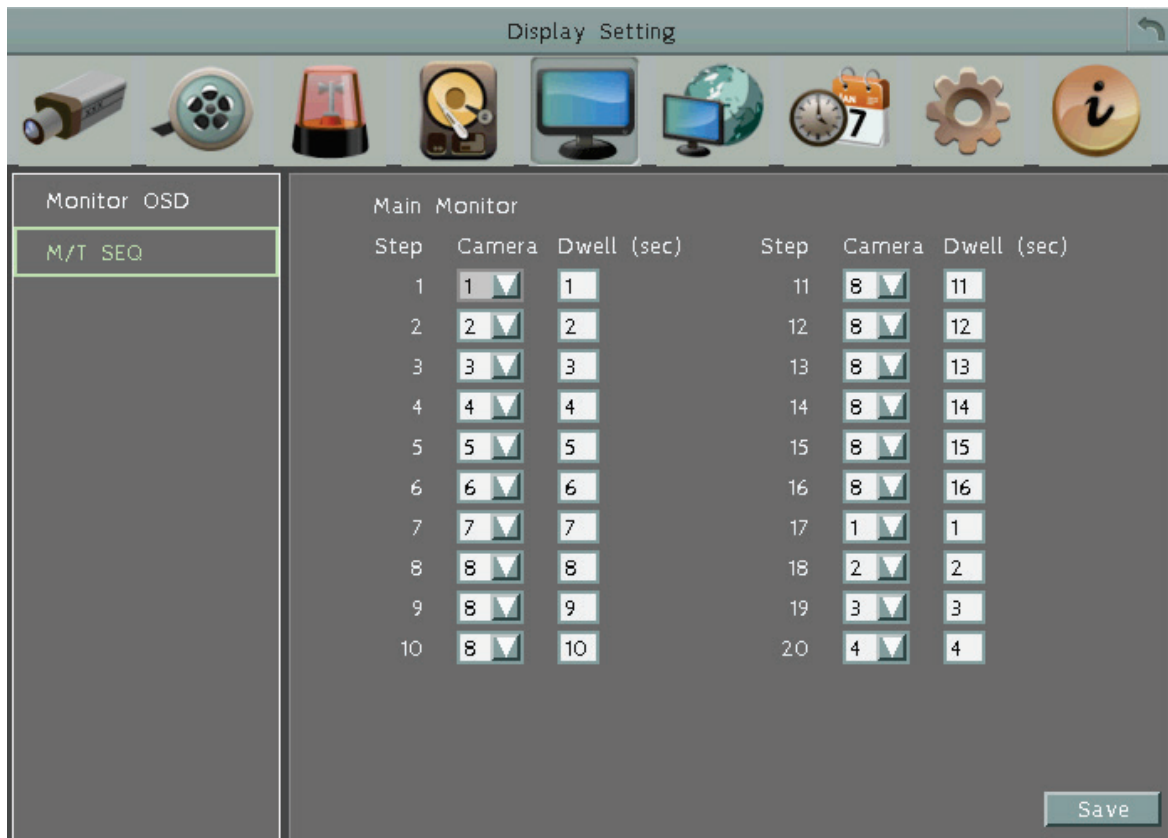 Display Setting
JAN
7
i
Monitor OSD
M/T SEQ
Main Monitor
Step Camera Dwell (sec) Step Camera Dwell (sec)
1 1 1 11 8 11
2 2 2 12 8 12
3 3 3 13 8 13
4 4 4 14 8 14
5 5 5 15 8 15
6 6 6 16 8 16
7 7 7 17 1 1
8 8 8 18 2 2
9 8 9 19 3 3
10 8 10 20 4 4
Save